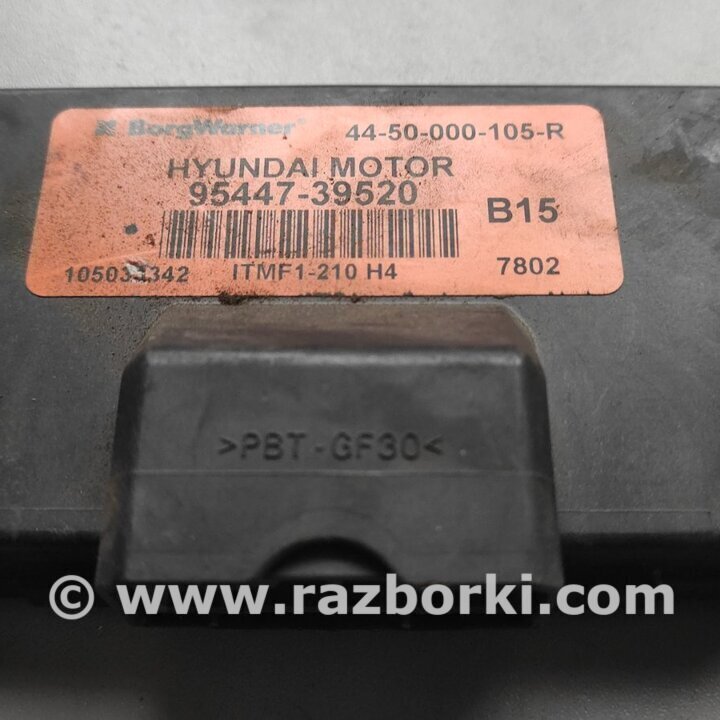 BorgWarner® 44-50-000-105-R
HYUNDAI MOTOR
95447-39520
B15
ITMF1-210 H4 7802
>PBT-GF30<
© www.razborki.com